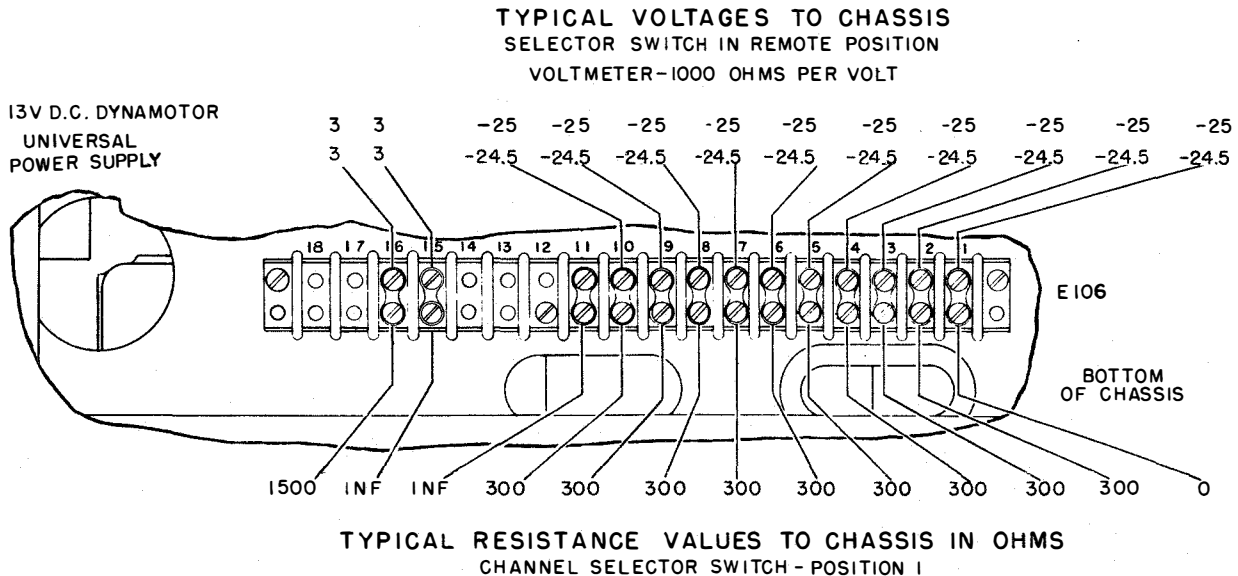 TYPICAL VOLTAGES TO CHASSIS
SELECTOR SWITCH IN REMOTE POSITION
VOLTMETER-1000 OHMS PER VOLT
13V D.C. DYNAMOTOR 3 3 -25 -25 -25 -25 -25 -25 -25 -25 -25 -25
UNIVERSAL
POWER SUPPLY 3 3 -24.5 -24.5 -24.5 -24.5 -24.5 -24.5 -24.5 -24.5 -24.5 -24.5
18 17 16 15 14 13 12 11 10 9 8 7 6 5 4 3 2 1
E106
BOTTOM
OF CHASSIS
1500 INF INF 300 300 300 300 300 300 300 300 300 0
TYPICAL RESISTANCE VALUES TO CHASSIS IN OHMS
CHANNEL SELECTOR SWITCH - POSITION 1